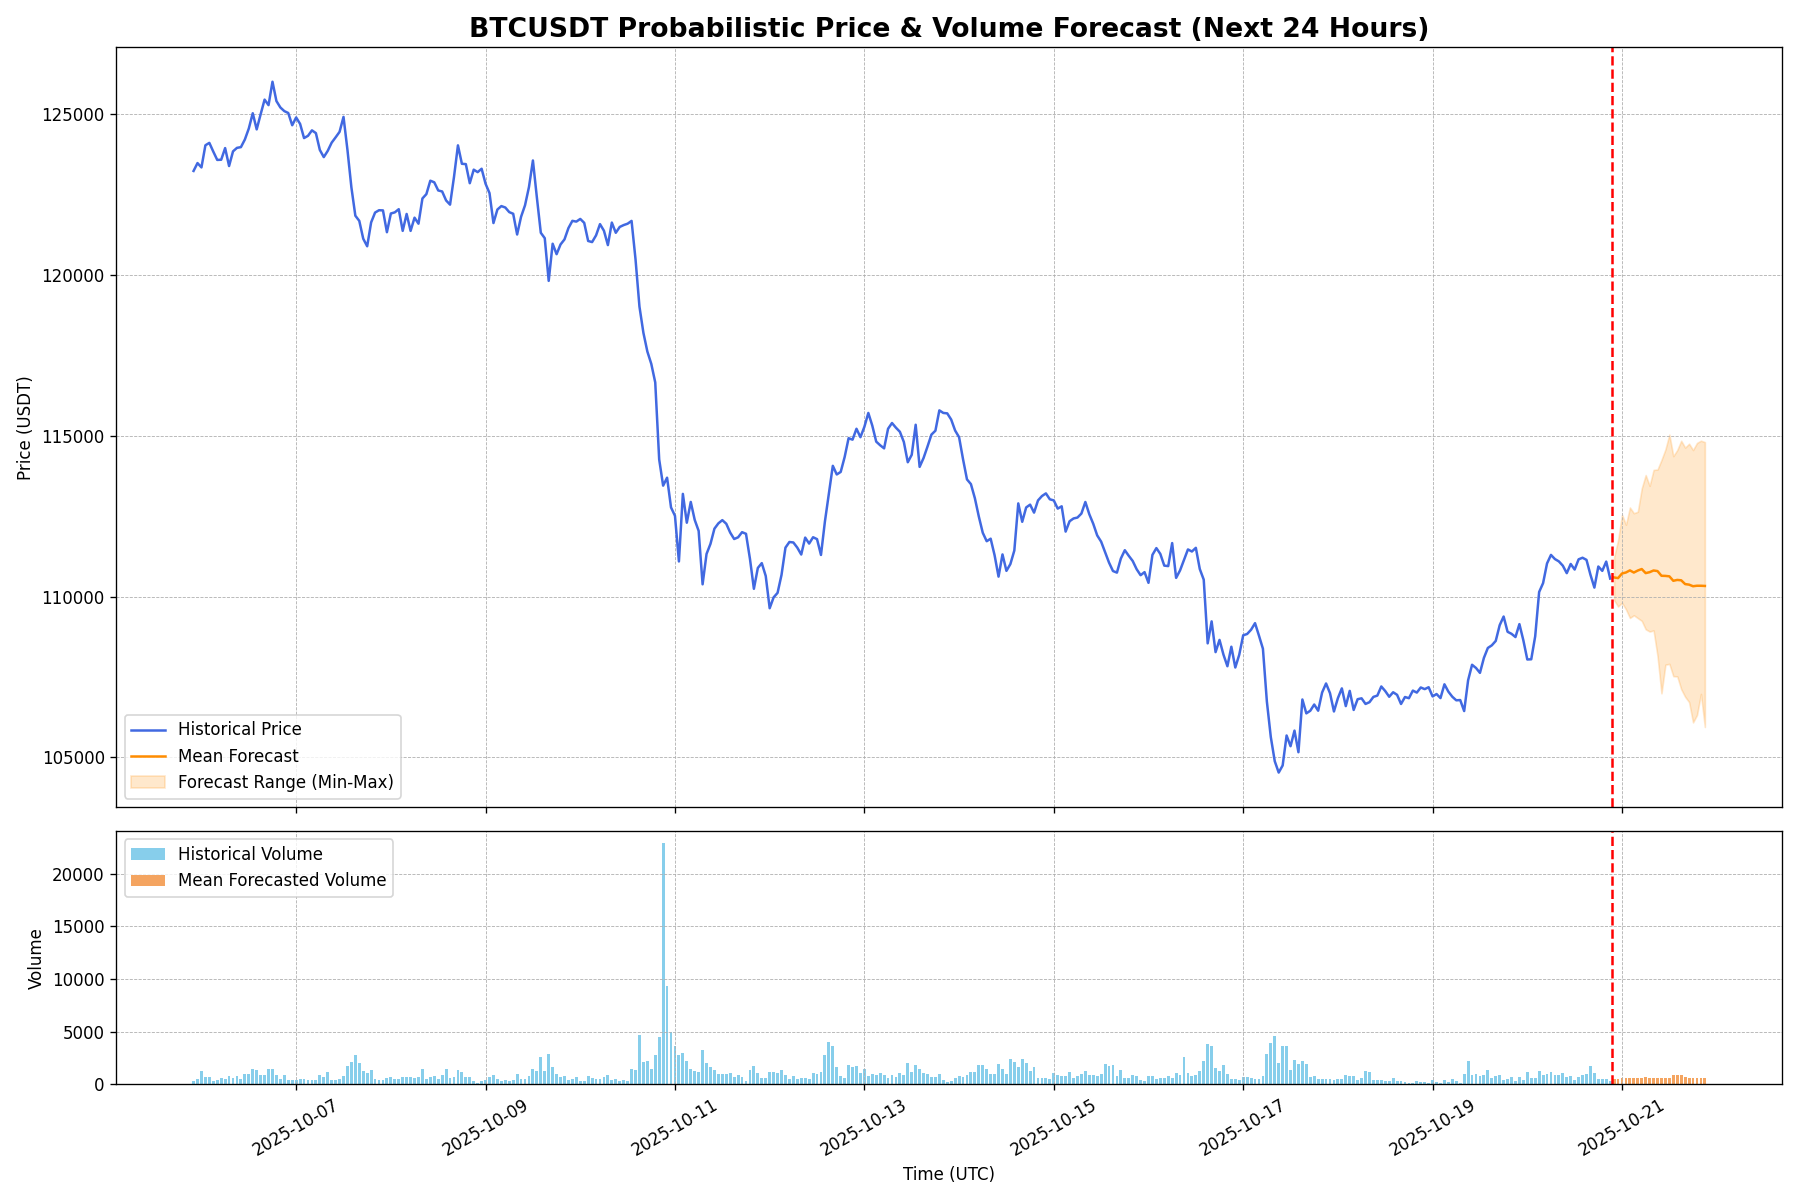 BTCUSDT Probabilistic Price & Volume Forecast (Next 24 Hours)
125000
120000
115000
110000
105000
Price (USDT)
Historical Price
Mean Forecast
Forecast Range (Min-Max)
20000
15000
10000
5000
0
Volume
Historical Volume
Mean Forecasted Volume
2025-10-07
2025-10-09
2025-10-11
2025-10-13
2025-10-15
2025-10-17
2025-10-19
2025-10-21
Time (UTC)